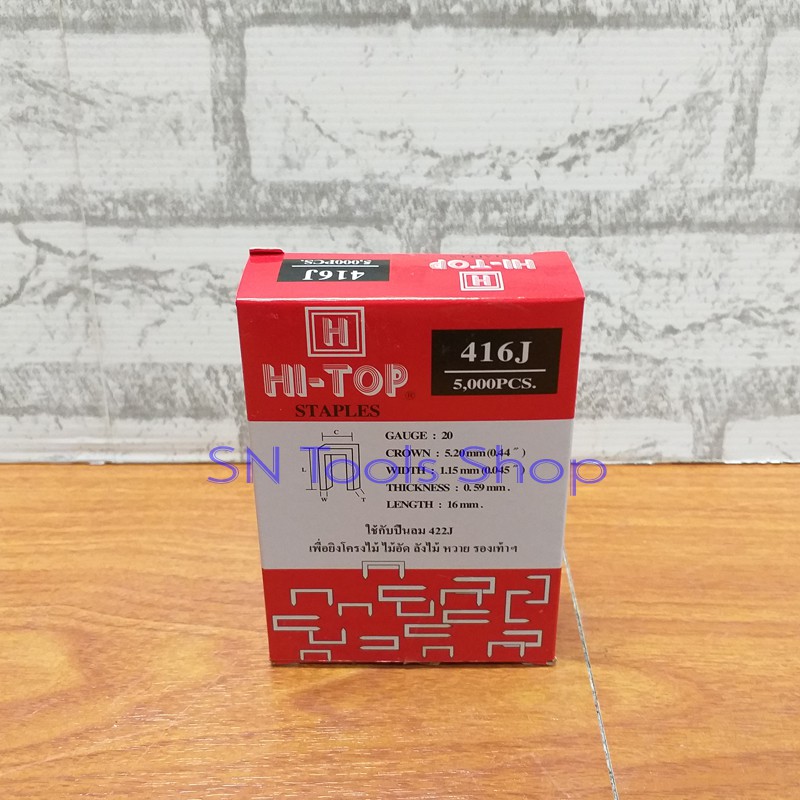 416J
5,000PCS.
HI-TOP
H
H
HI-TOP®
STAPLES
416J
5,000PCS.
C
L
W T
GAUGE : 20
CROWN : 5.20 mm (0.44")
WIDTH : 1.15 mm (0.045")
THICKNESS : 0.59 mm.
LENGTH : 16 mm.
SN Tools Shop
ใช้กับปืนลม 422J
เพื่อยิงโครงไม้ ไม้อัด ลังไม้ หวาย รองเท้าฯ